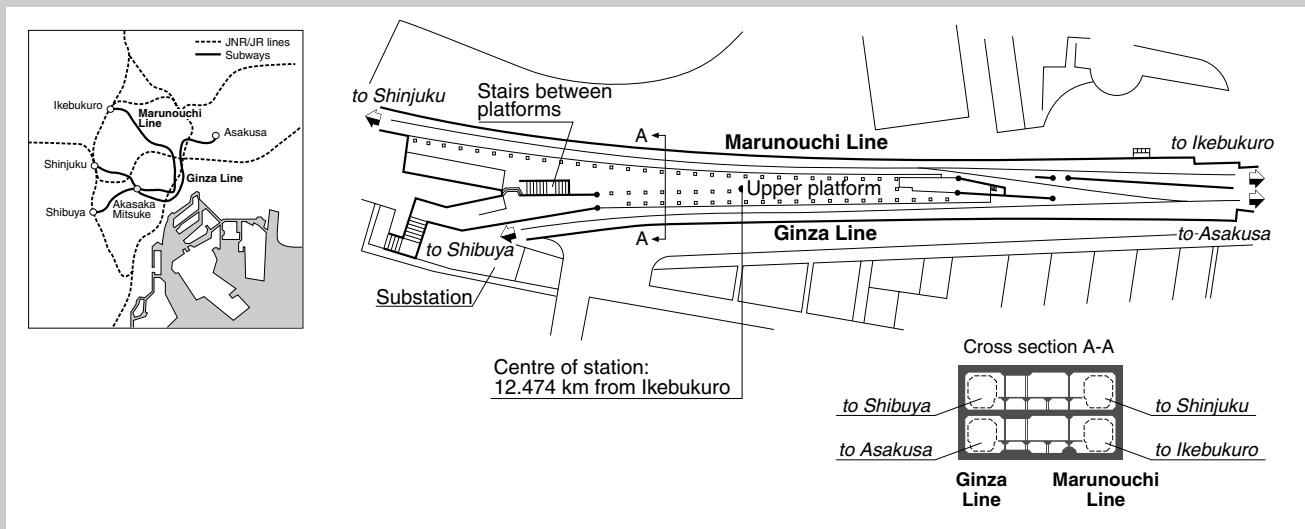 JNR/JR lines
Subways
Ikebukuro
Marunouchi
Line
Asakusa
Shinjuku
Ginza Line
Akasaka
Mitsuke
Shibuya
to Shinjuku
Stairs between
platforms
A
Marunouchi Line
to Ikebukuro
Upper platform
A
Ginza Line
to Shibuya
to Asakusa
Substation
Centre of station:
12.474 km from Ikebukuro
Cross section A-A
to Shibuya
to Shinjuku
to Asakusa
to Ikebukuro
Ginza
Line
Marunouchi
Line